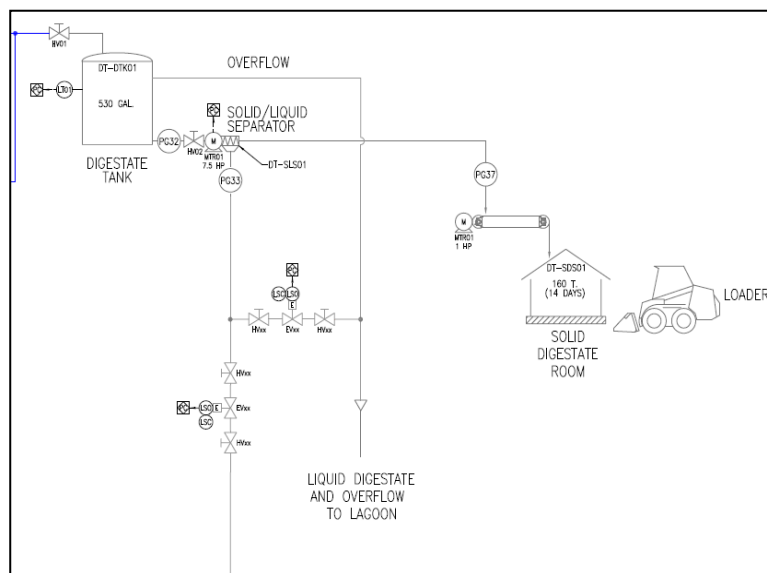 HV01
DT-DTK01
OVERFLOW
LT01
530 GAL.
SOLID/LIQUID
SEPARATOR
M
PG32
HV02
MTR01
7.5 HP
DT-SLS01
DIGESTATE
TANK
PG33
PG37
M
MTR01
1 HP
DT-SDS01
160 T.
(14 DAYS)
LOADER
SOLID
DIGESTATE
ROOM
LSC
LSO
E
HVxx
EVxx
HVxx
HVxx
LSO
E
EVxx
LSC
HVxx
LIQUID DIGESTATE
AND OVERFLOW
TO LAGOON